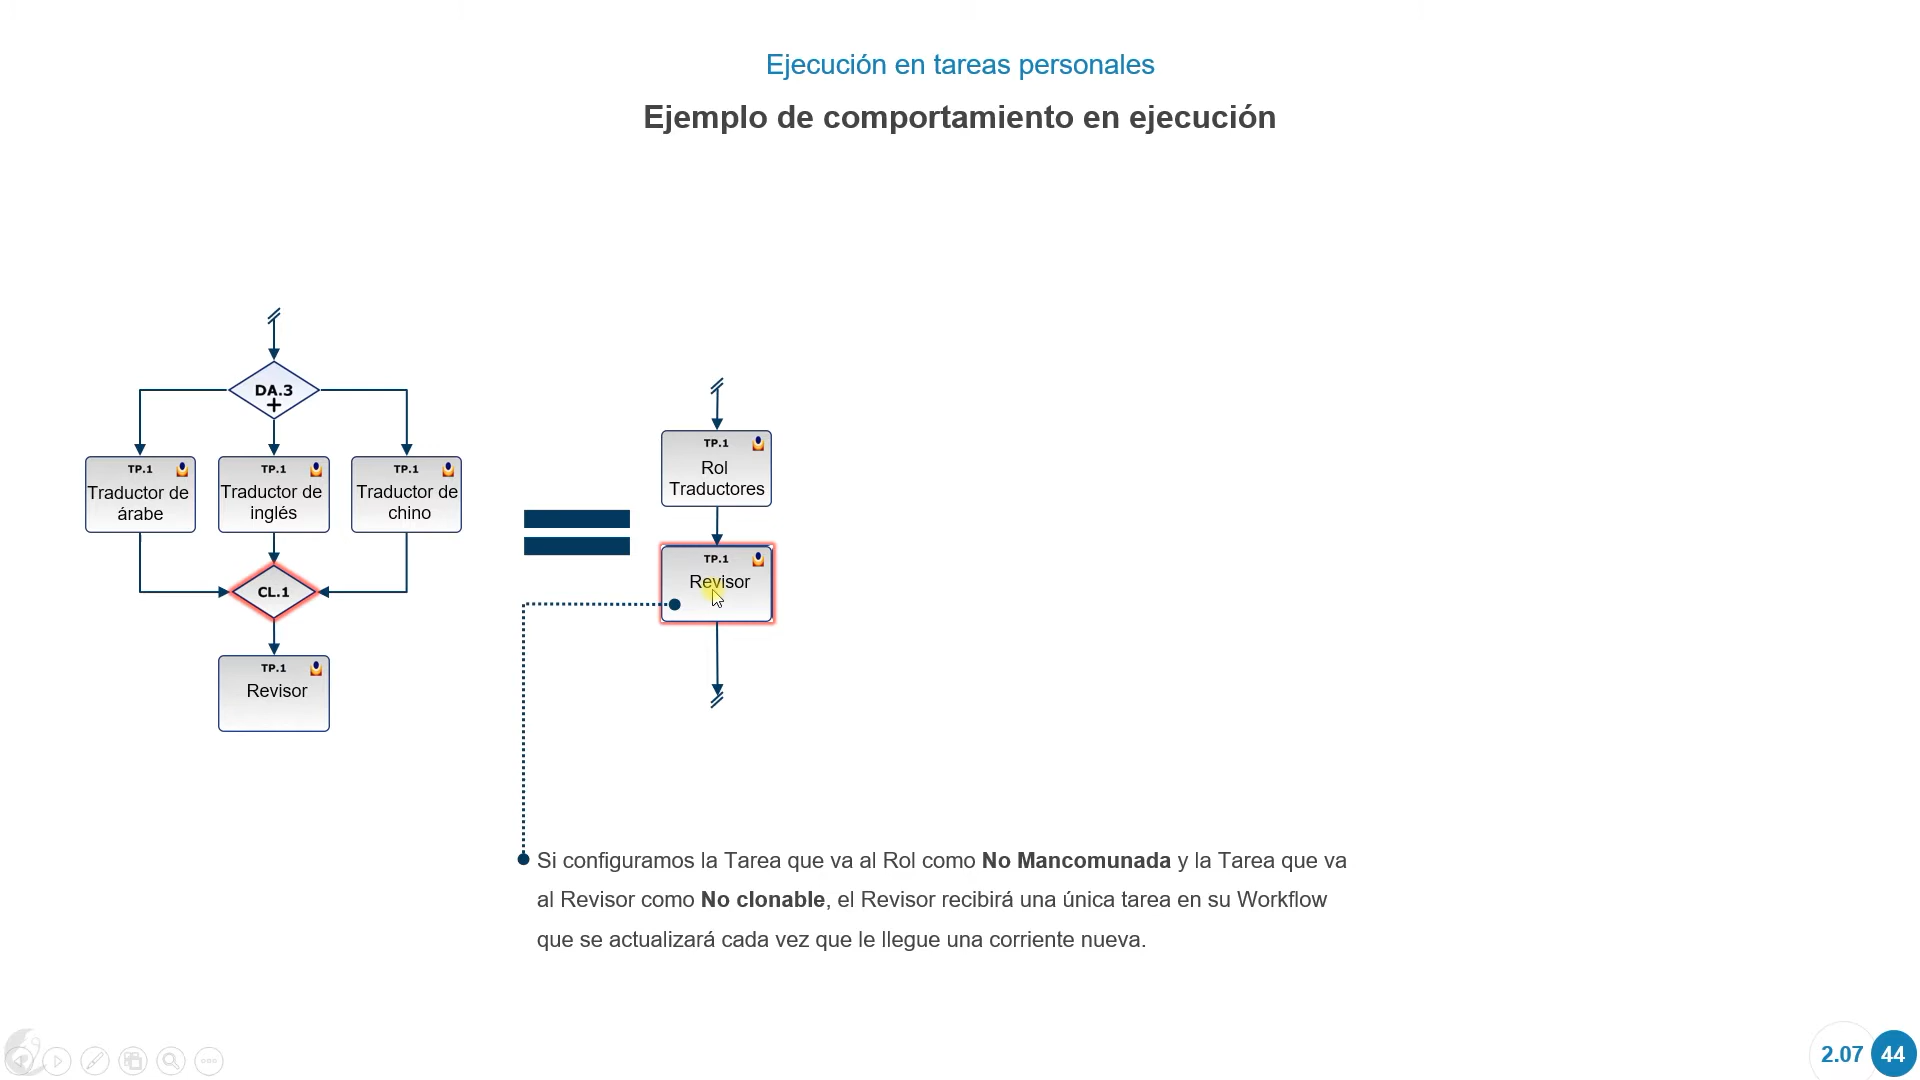 Ejecución en tareas personales
Ejemplo de comportamiento en ejecución
DA.3
TP.1
Traductor de
árabe
TP.1
Traductor de
inglés
TP.1
Traductor de
chino
CL.1
TP.1
Revisor
TP.1
Rol
Traductores
TP.1
Revisor
Si configuramos la Tarea que va al Rol como No Mancomunada y la Tarea que va
al Revisor como No clonable, el Revisor recibirá una única tarea en su Workflow
que se actualizará cada vez que le llegue una corriente nueva.
2.07 44